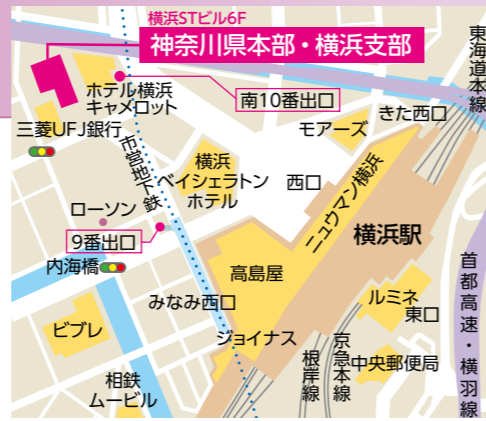 横浜STビル6F
神奈川県本部・横浜支部
東海道本線
ホテル横浜
キャメロット
南10番出口
きた西口
モアーズ
三菱UFJ銀行
市営地下鉄
横浜
ベイシェラトン
ホテル
西口
ニュウマン横浜
ローソン
9番出口
横浜駅
内海橋
高島屋
首都高速・横羽線
みなみ西口
ルミネ
東口
ビブレ
ジョイナス
根岸線
京急本線
中央郵便局
相鉄
ムービル